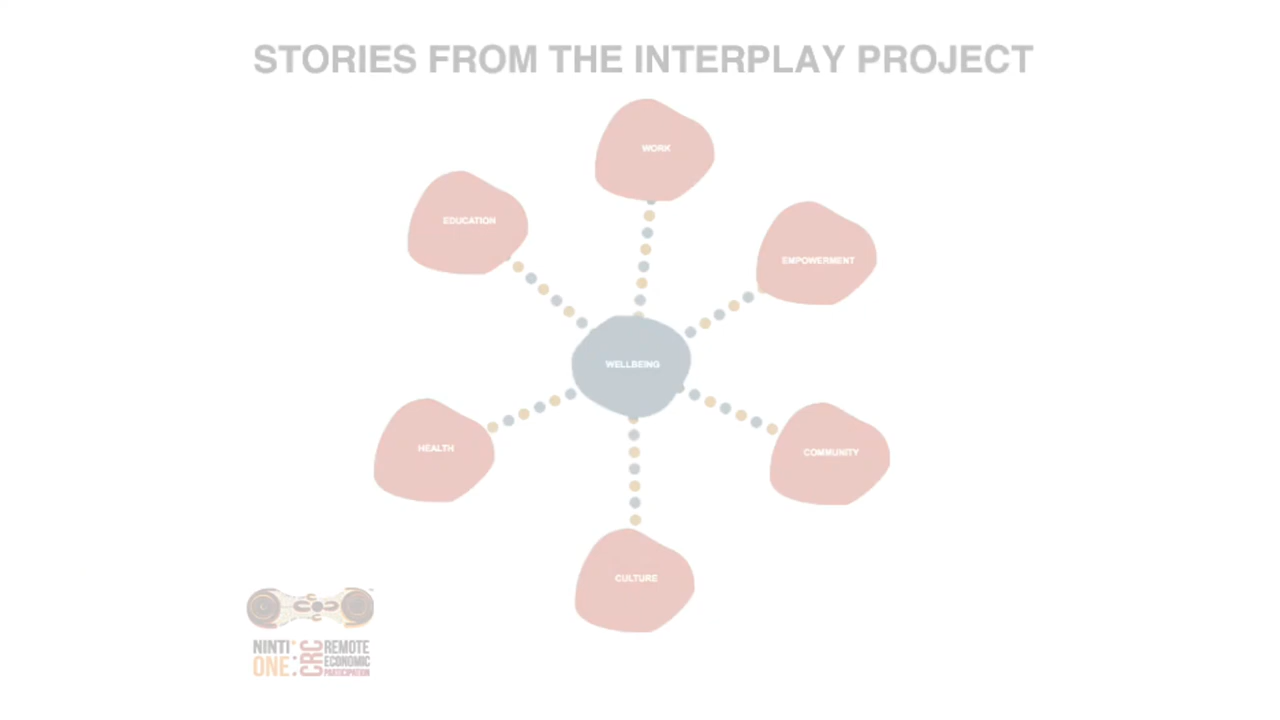 STORIES FROM THE INTERPLAY PROJECT
WORK
EDUCATION
EMPOWERMENT
WELLBEING
HEALTH
COMMUNITY
CULTURE
NINTI
ONE:
CRC
REMOTE
ECONOMIC
PARTICIPATION